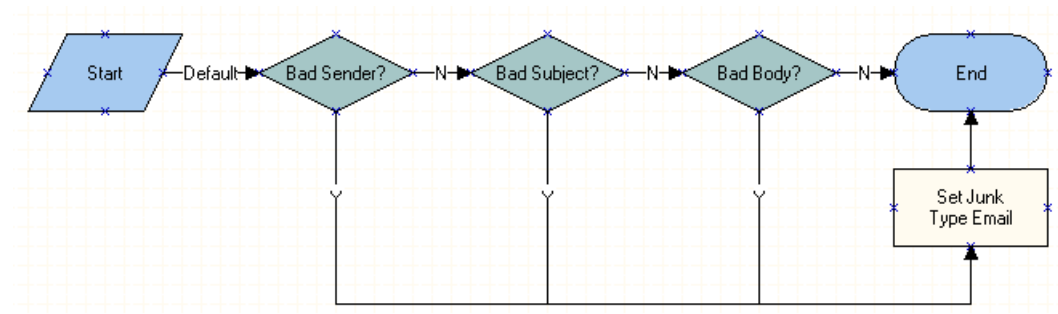 Start
Default
Bad Sender?
N
Bad Subject?
N
Bad Body?
N
End
Y
Y
Y
Set Junk
Type Email